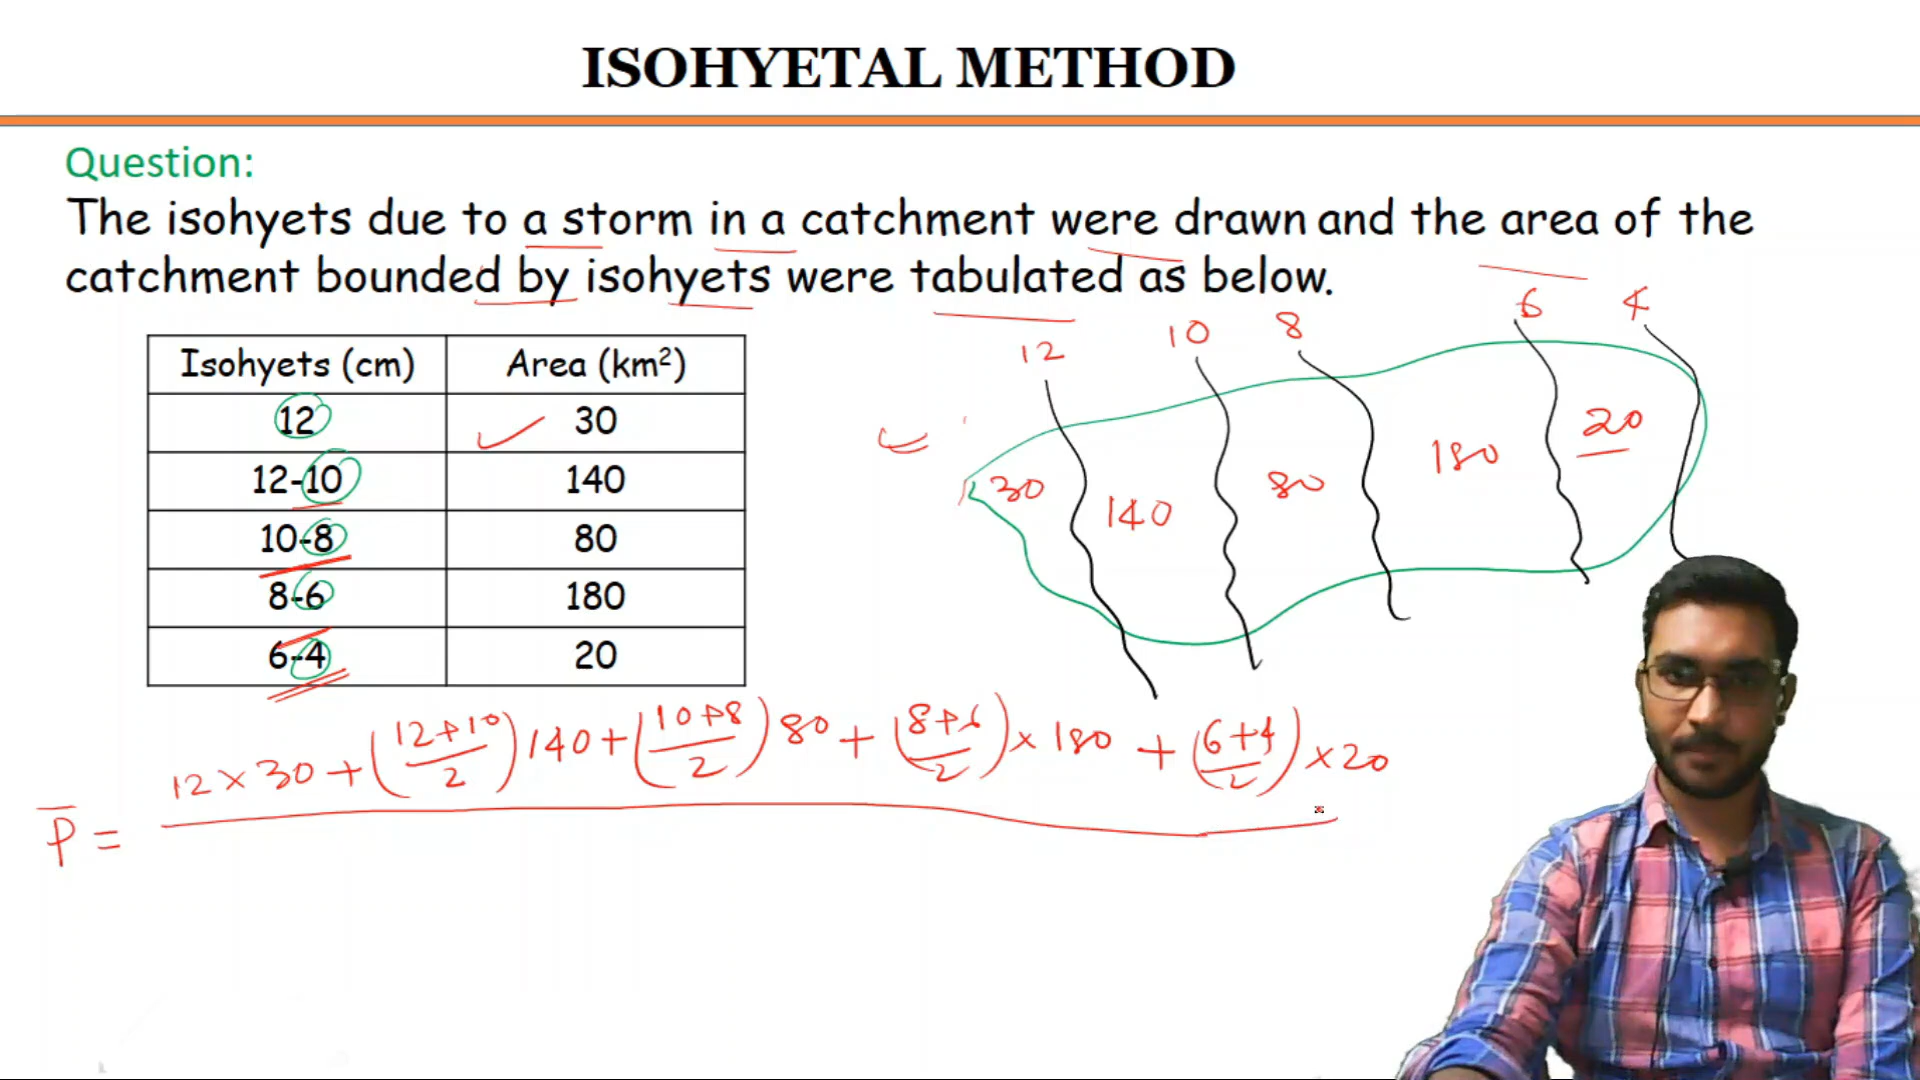 ISOHYETAL METHOD
Question:
The isohyets due to a storm in a catchment were drawn and the area of the
catchment bounded by isohyets were tabulated as below.
Isohyets (cm) Area (km²)
12 30
12-10 140
10-8 80
8-6 180
6-4 20
12 10 8 6 4
30 140 80 180 20
12 × 30 + (12+10/2) 140 + (10+8/2) 80 + (8+6/2) × 180 + (6+4/2) × 20
P̅ =